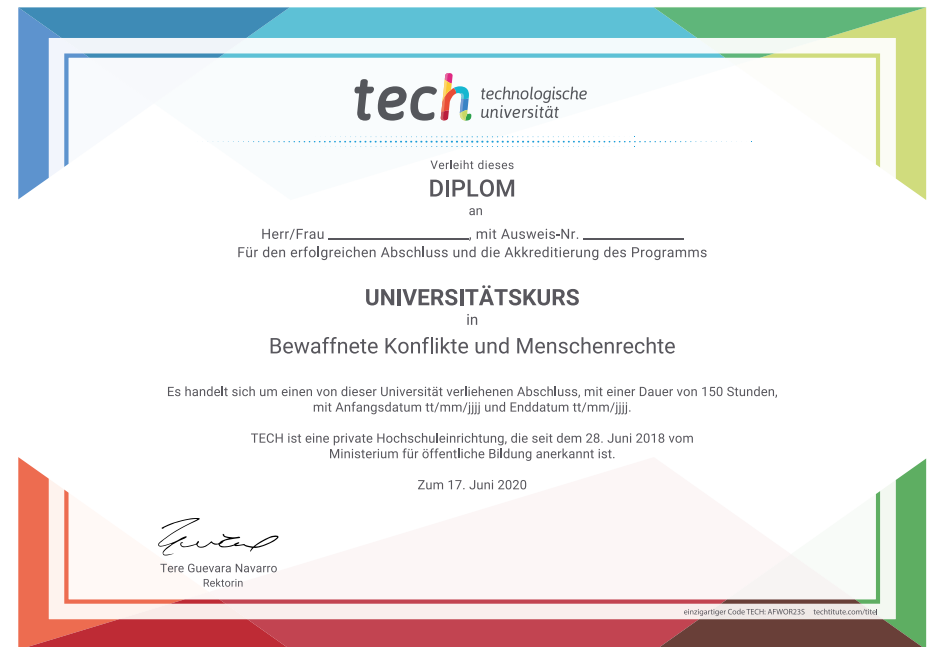 tech technologische
universität
Verleiht dieses
DIPLOM
an
Herr/Frau ____________, mit Ausweis-Nr. _________
Für den erfolgreichen Abschluss und die Akkreditierung des Programms
UNIVERSITÄTSKURS
in
Bewaffnete Konflikte und Menschenrechte
Es handelt sich um einen von dieser Universität verliehenen Abschluss, mit einer Dauer von 150 Stunden,
mit Anfangsdatum tt/mm/jjjj und Enddatum tt/mm/jjjj.
TECH ist eine private Hochschuleinrichtung, die seit dem 28. Juni 2018 vom
Ministerium für öffentliche Bildung anerkannt ist.
Zum 17. Juni 2020
Tere Guevara Navarro
Rektorin
einzigartiger Code TECH: AFWOR23S techtitute.com/titel